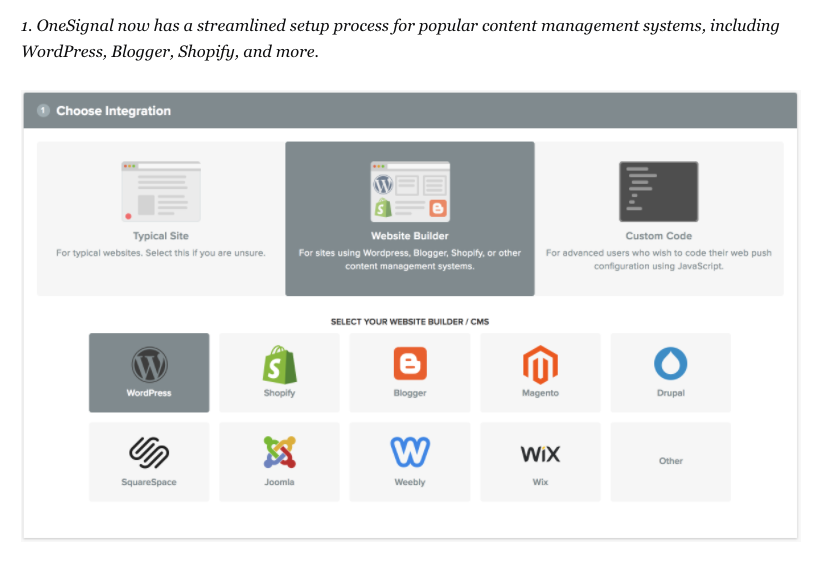 1. OneSignal now has a streamlined setup process for popular content management systems, including
WordPress, Blogger, Shopify, and more.
1 Choose Integration
Typical Site
For typical websites. Select this if you are unsure.
Website Builder
For sites using Wordpress, Blogger, Shopify, or other
content management systems.
Custom Code
For advanced users who wish to code their web push
configuration using JavaScript.
SELECT YOUR WEBSITE BUILDER / CMS
WordPress
Shopify
Blogger
Magento
Drupal
SquareSpace
Joomla
Weebly
WiX
Wix
Other